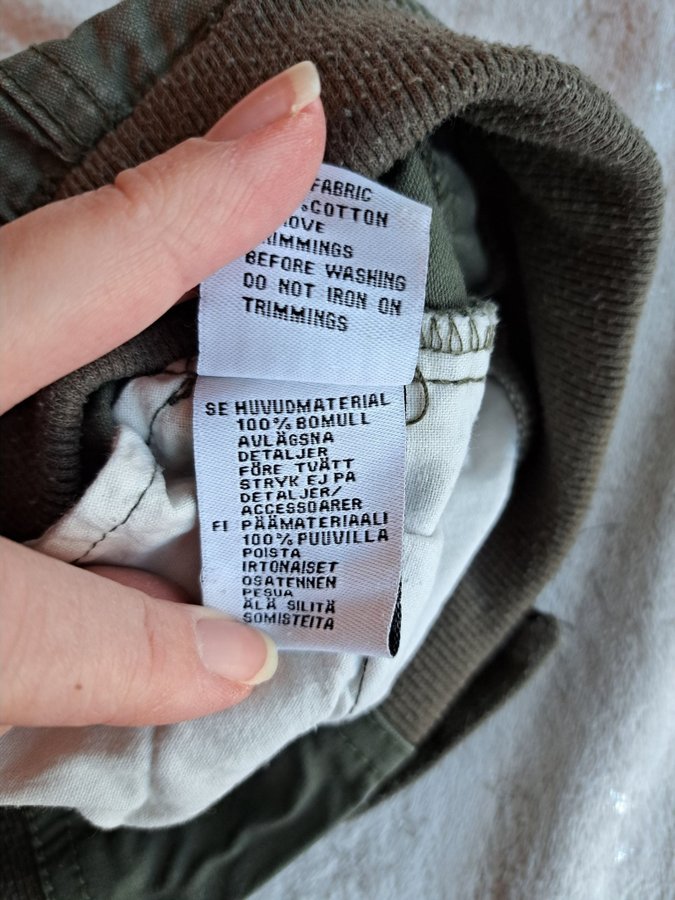 FABRIC
%COTTON
OVE
RIMMINGS
BEFORE WASHING
DO NOT IRON ON
TRIMMINGS
SE HUVUDMATERIAL
100% BOMULL
AVLÄGSNA
DETALJER
FÖRE TVÄTT
STRYK EJ PÅ
DETALJER/
ACCESSOARER
FI PÄÄMATERIAALI
100% PUUVILLA
POISTA
IRTONAISET
OSATENNEN
PESUA
ÄLÄ SILITÄ
SOMISTEITA